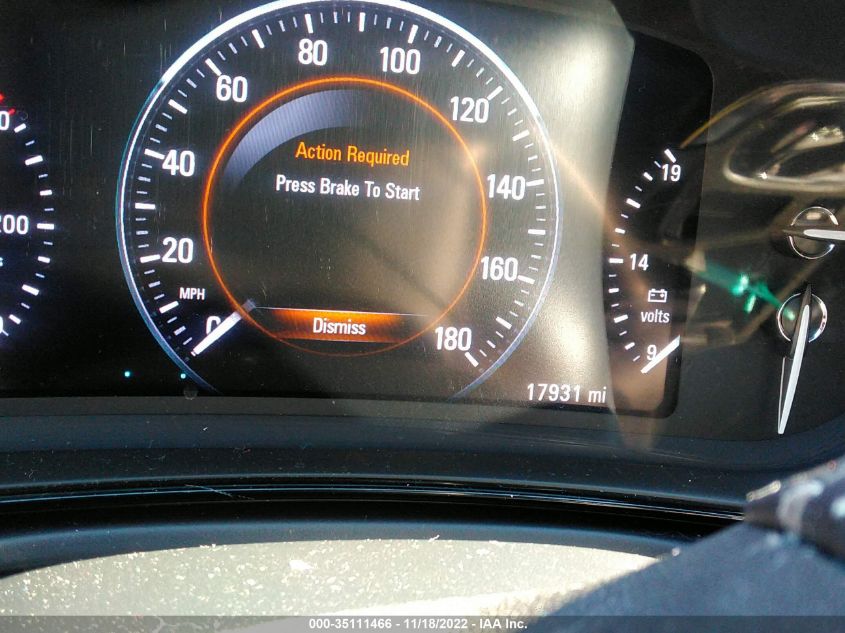 80
100
60
120
Action Required
40
Press Brake To Start
19
140
200
20
160
14
MPH
volts
0
Dismiss
180
9
17931 mi
000-35111466 - 11/18/2022 - IAA Inc.